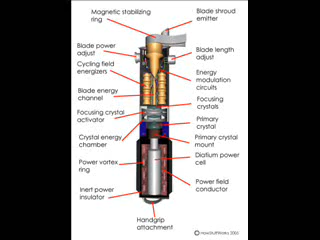 Magnetic stabilizing
ring
Blade shroud
emitter
Blade power
adjust
Blade length
adjust
Cycling field
energizers
Energy
modulation
circuits
Blade energy
channel
Focusing
crystals
Focusing crystal
activator
Primary
crystal
Crystal energy
chamber
Primary crystal
mount
Power vortex
ring
Diatium power
cell
Inert power
insulator
Power field
conductor
Handgrip
attachment
© HowStuffWorks 2005